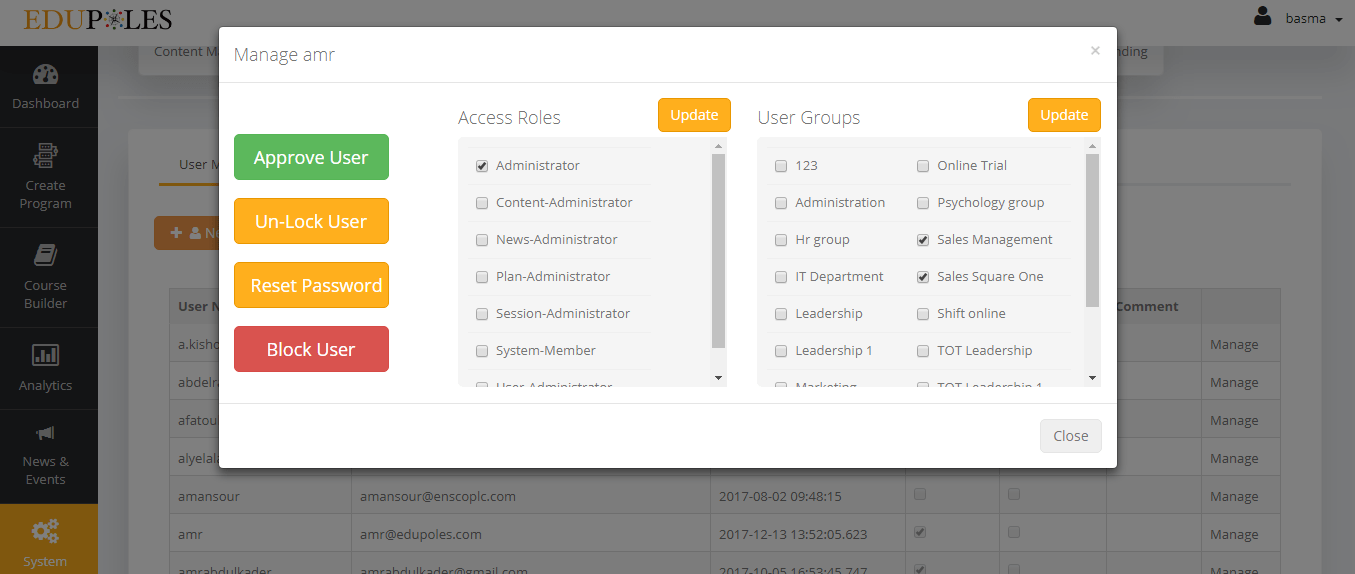 EDUPOLES
basma
Dashboard
Create
Program
Course
Builder
Analytics
News &
Events
System
Content M
nding
User M
Ne
Manage amr
×
Approve User
Un-Lock User
Reset Password
Block User
Access Roles
Update
Administrator
Content-Administrator
News-Administrator
Plan-Administrator
Session-Administrator
System-Member
User-Administrator
User Groups
Update
123 Online Trial
Administration Psychology group
Hr group Sales Management
IT Department Sales Square One
Leadership Shift online
Leadership 1 TOT Leadership
Marketing TOT Leadership 1
Close
User N Comment
a.kisho Manage
abdelra Manage
afatou Manage
alyelala Manage
amansour amansour@enscoplc.com 2017-08-02 09:48:15 Manage
amr amr@edupoles.com 2017-12-13 13:52:05.623 Manage
amrabdulkader amrabdulkader@gmail.com 2017-10-05 16:53:45.747 Manage